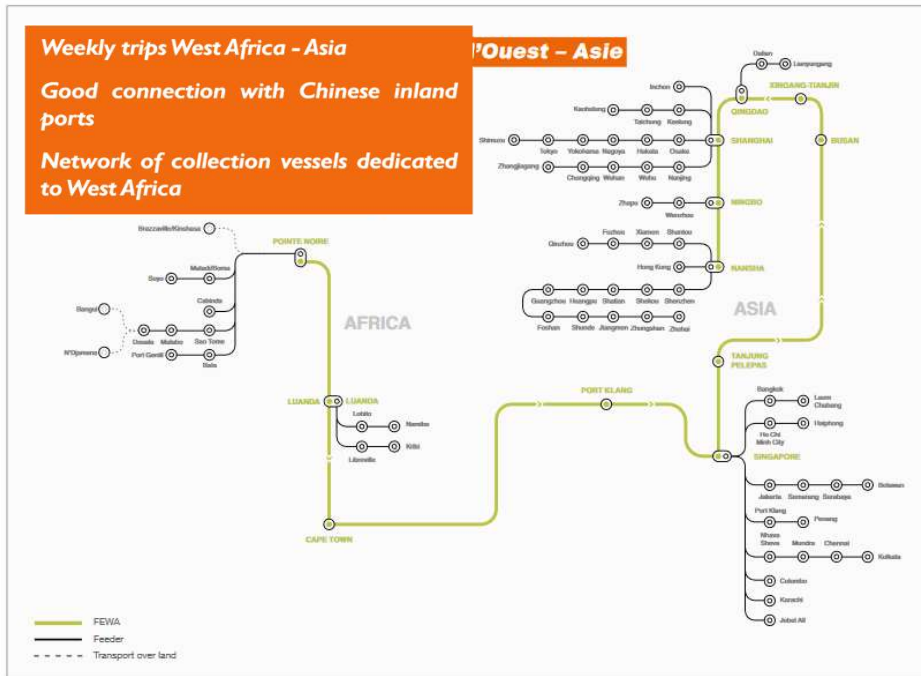 Weekly trips West Africa - Asia
l'Ouest – Asie
Good connection with Chinese inland
ports
Network of collection vessels dedicated
to West Africa
Dalian
Lianyungang
XINGANG-TIANJIN
QINGDAO
Inchon
Kaohsiung
Taichong
Keelung
SHANGHAI
BUSAN
Shimuzu
Tokyo
Yokohama
Nagoya
Hakata
Osaka
Zhangjiagang
Changqing
Wuhan
Wuhu
Nanjing
Zhapu
Wenzhou
NINGBO
Brazzaville/Kinshasa
POINTE NOIRE
Qinzhou
Fuzhou
Xiamen
Shantou
Hong Kong
NANSHA
Soyo
Matadi/Boma
Cabinda
Guangzhou
Huangpu
Shatian
Shekou
Shenzhen
Bangui
AFRICA
ASIA
Douala
Malabo
Sao Tome
Foshan
Shunde
Jiangmen
Zhongshan
Zhuhai
N'Djamena
Port Gentil
Bata
TANJUNG
PELEPAS
PORT KLANG
LUANDA
LUANDA
Bangkok
Laem
Chabang
Lobito
Namibe
Ho Chi
Minh City
Haiphong
Libreville
Kribi
SINGAPORE
Jakarta
Semarang
Surabaya
Belawan
Port Klang
Penang
CAPE TOWN
Nhava
Sheva
Mundra
Chennai
Kolkata
Colombo
Karachi
Jebel Ali
FEWA
Feeder
Transport over land